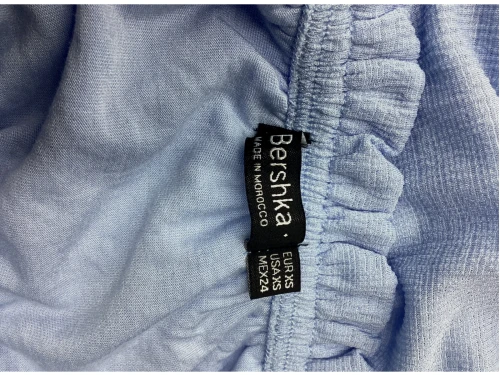 Bershka
MADE IN MOROCCO
EUR XS
USA XS
MEX 24